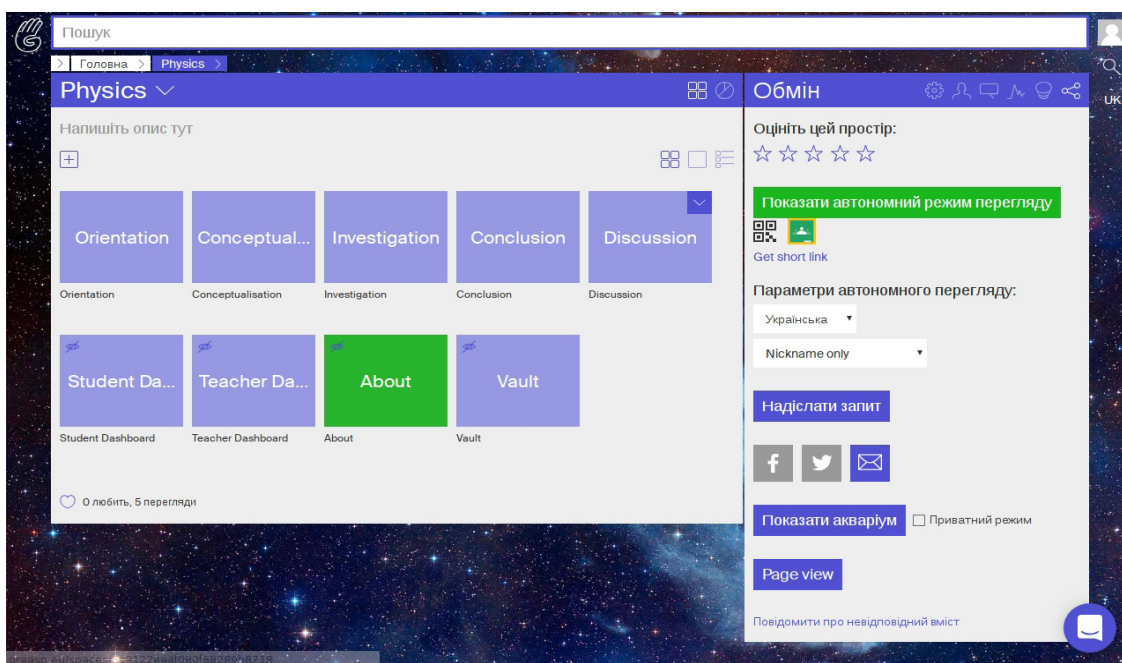 Пошук
Головна
Physics
Physics
Обмін
UK
Напишіть опис тут
Orientation
Conceptual...
Investigation
Conclusion
Discussion
Orientation
Conceptualisation
Investigation
Conclusion
Discussion
Student Da...
Teacher Da...
About
Vault
Student Dashboard
Teacher Dashboard
About
Vault
0 любить, 5 перегляди
Оцініть цей простір:
Показати автономний режим перегляду
Get short link
Параметри автономного перегляду:
Українська
Nickname only
Надіслати запит
Показати акваріум
Приватний режим
Page view
Повідомити про невідповідний вміст